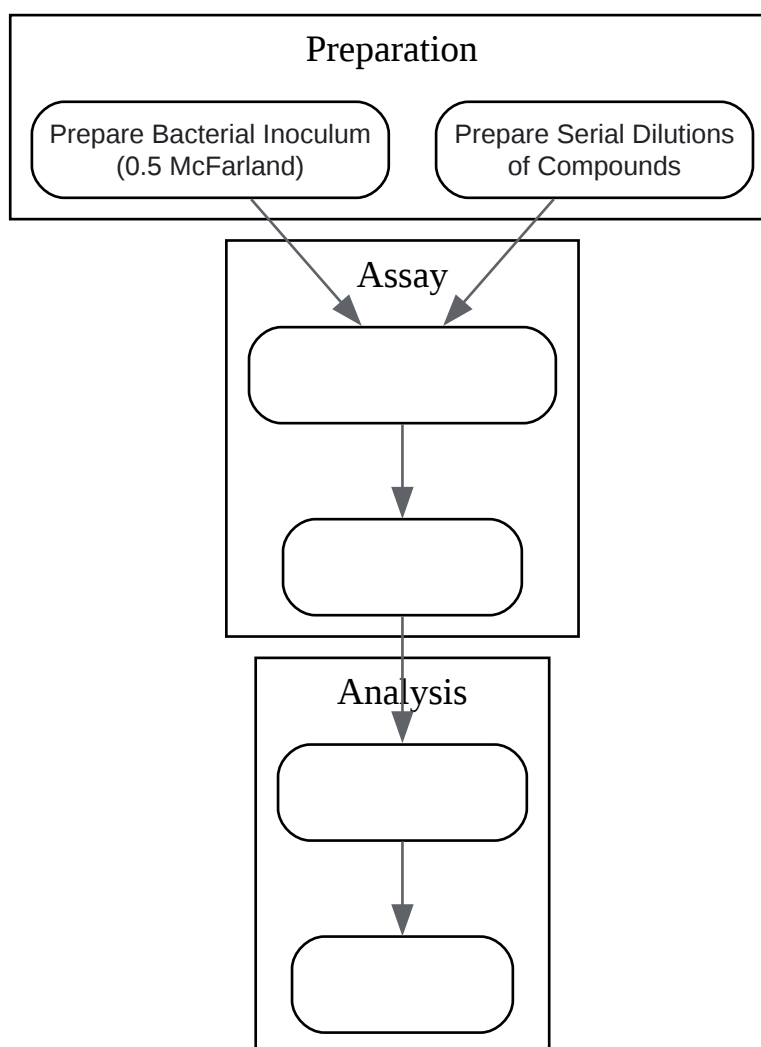 Preparation
Prepare Bacterial Inoculum
(0.5 McFarland)
Prepare Serial Dilutions
of Compounds
Assay
Analysis